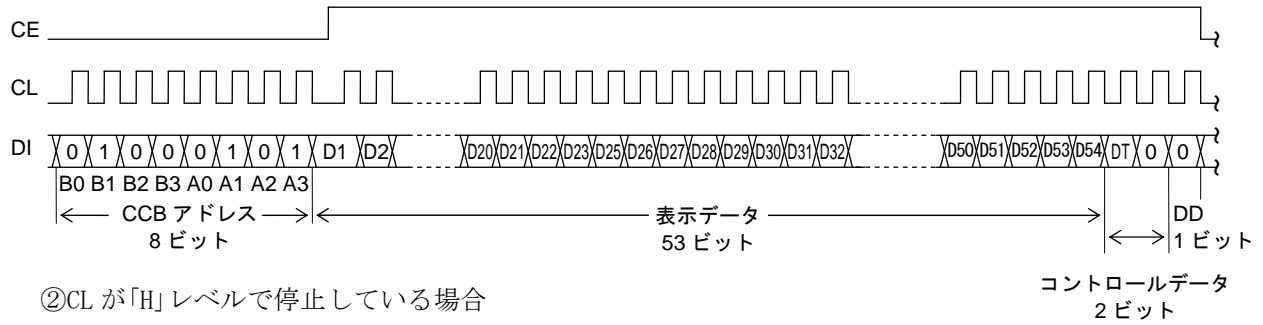 CE
CL
DI 0 1 0 0 0 1 0 1 D1 D2 D20 D21 D22 D23 D25 D26 D27 D28 D29 D30 D31 D32 D50 D51 D52 D53 D54 DT 0 0
B0 B1 B2 B3 A0 A1 A2 A3
CCB アドレス
8 ビット
表示データ
53 ビット
DD
1 ビット
コントロールデータ
2 ビット
②CL が「H」レベルで停止している場合